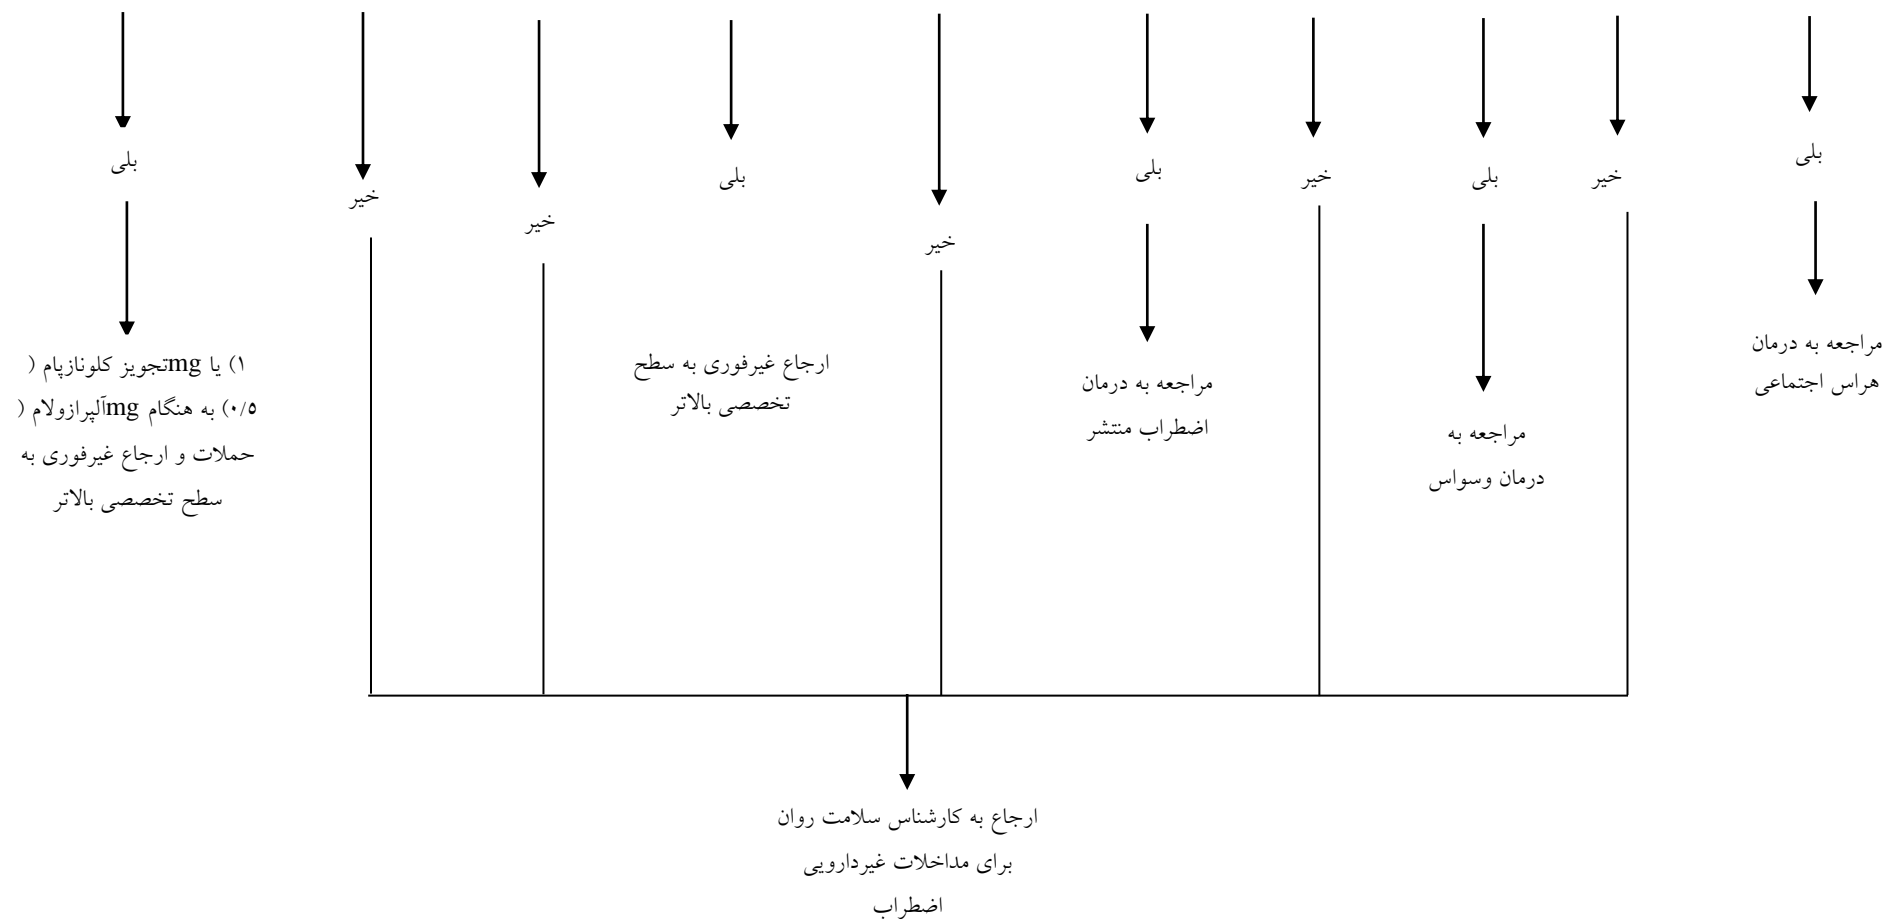 بلی
خیر
بلی
خیر
بلی
خیر
بلی
خیر
خیر
بلی
مراجعه به درمان
هراس اجتماعی
مراجعه به
درمان وسواس
مراجعه به درمان
اضطراب منتشر
ارجاع غیرفوری به سطح
تخصصی بالاتر
۱) یا mgتجویز کلونازپام (
۰/۵) به هنگام mgآلپرازولام (
حملات و ارجاع غیرفوری به
سطح تخصصی بالاتر
ارجاع به کارشناس سلامت روان
برای مداخلات غیردارویی
اضطراب